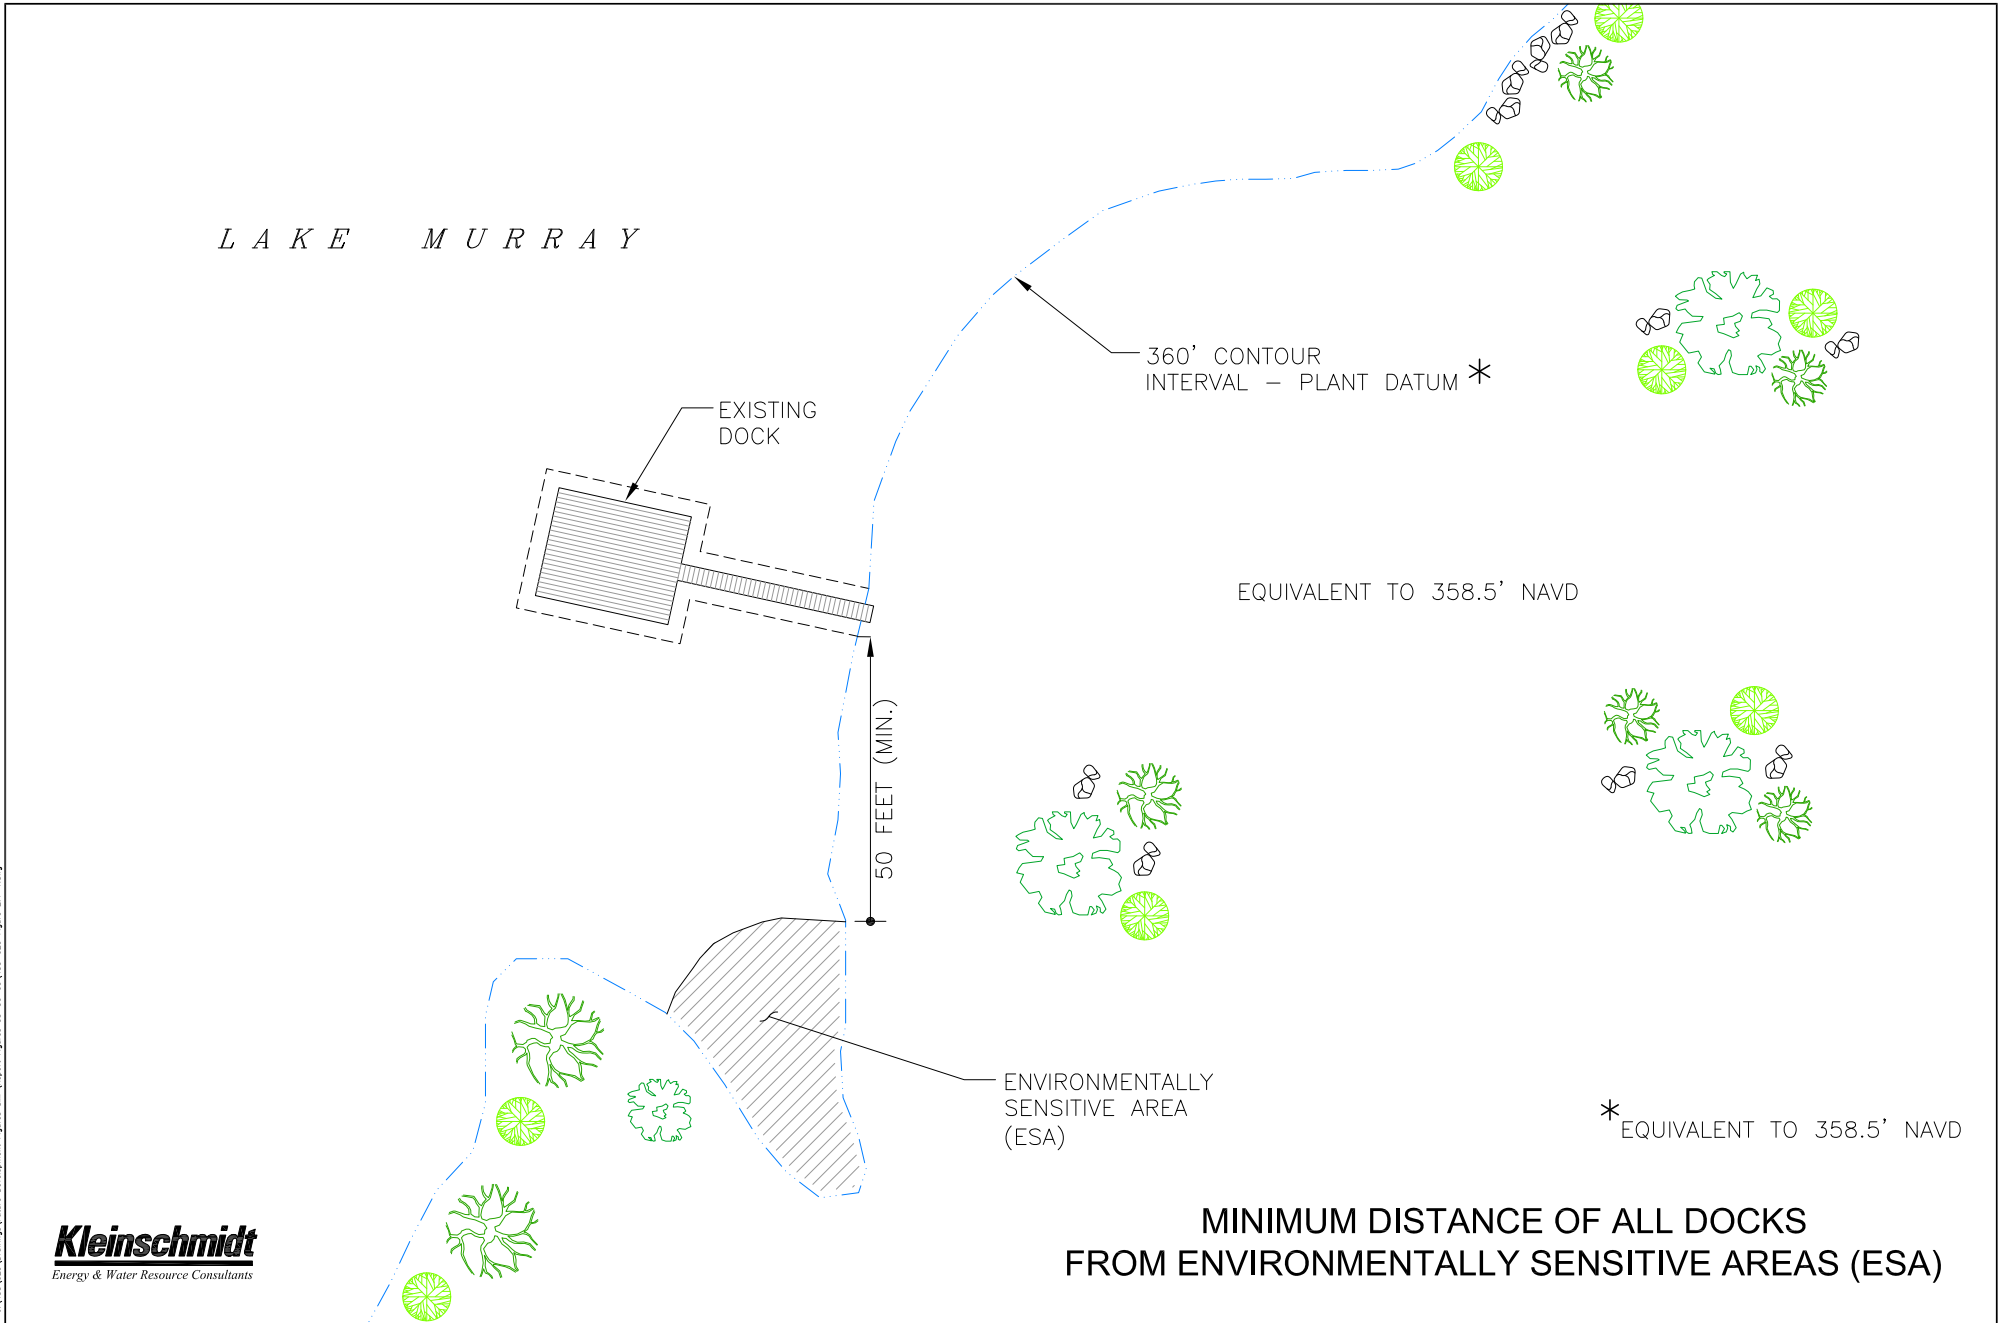 LAKE MURRAY
360' CONTOUR
INTERVAL – PLANT DATUM *
EXISTING
DOCK
EQUIVALENT TO 358.5' NAVD
50 FEET (MIN.)
ENVIRONMENTALLY
SENSITIVE AREA
(ESA)
* EQUIVALENT TO 358.5' NAVD
MINIMUM DISTANCE OF ALL DOCKS
FROM ENVIRONMENTALLY SENSITIVE AREAS (ESA)
Kleinschmidt
Energy & Water Resource Consultants